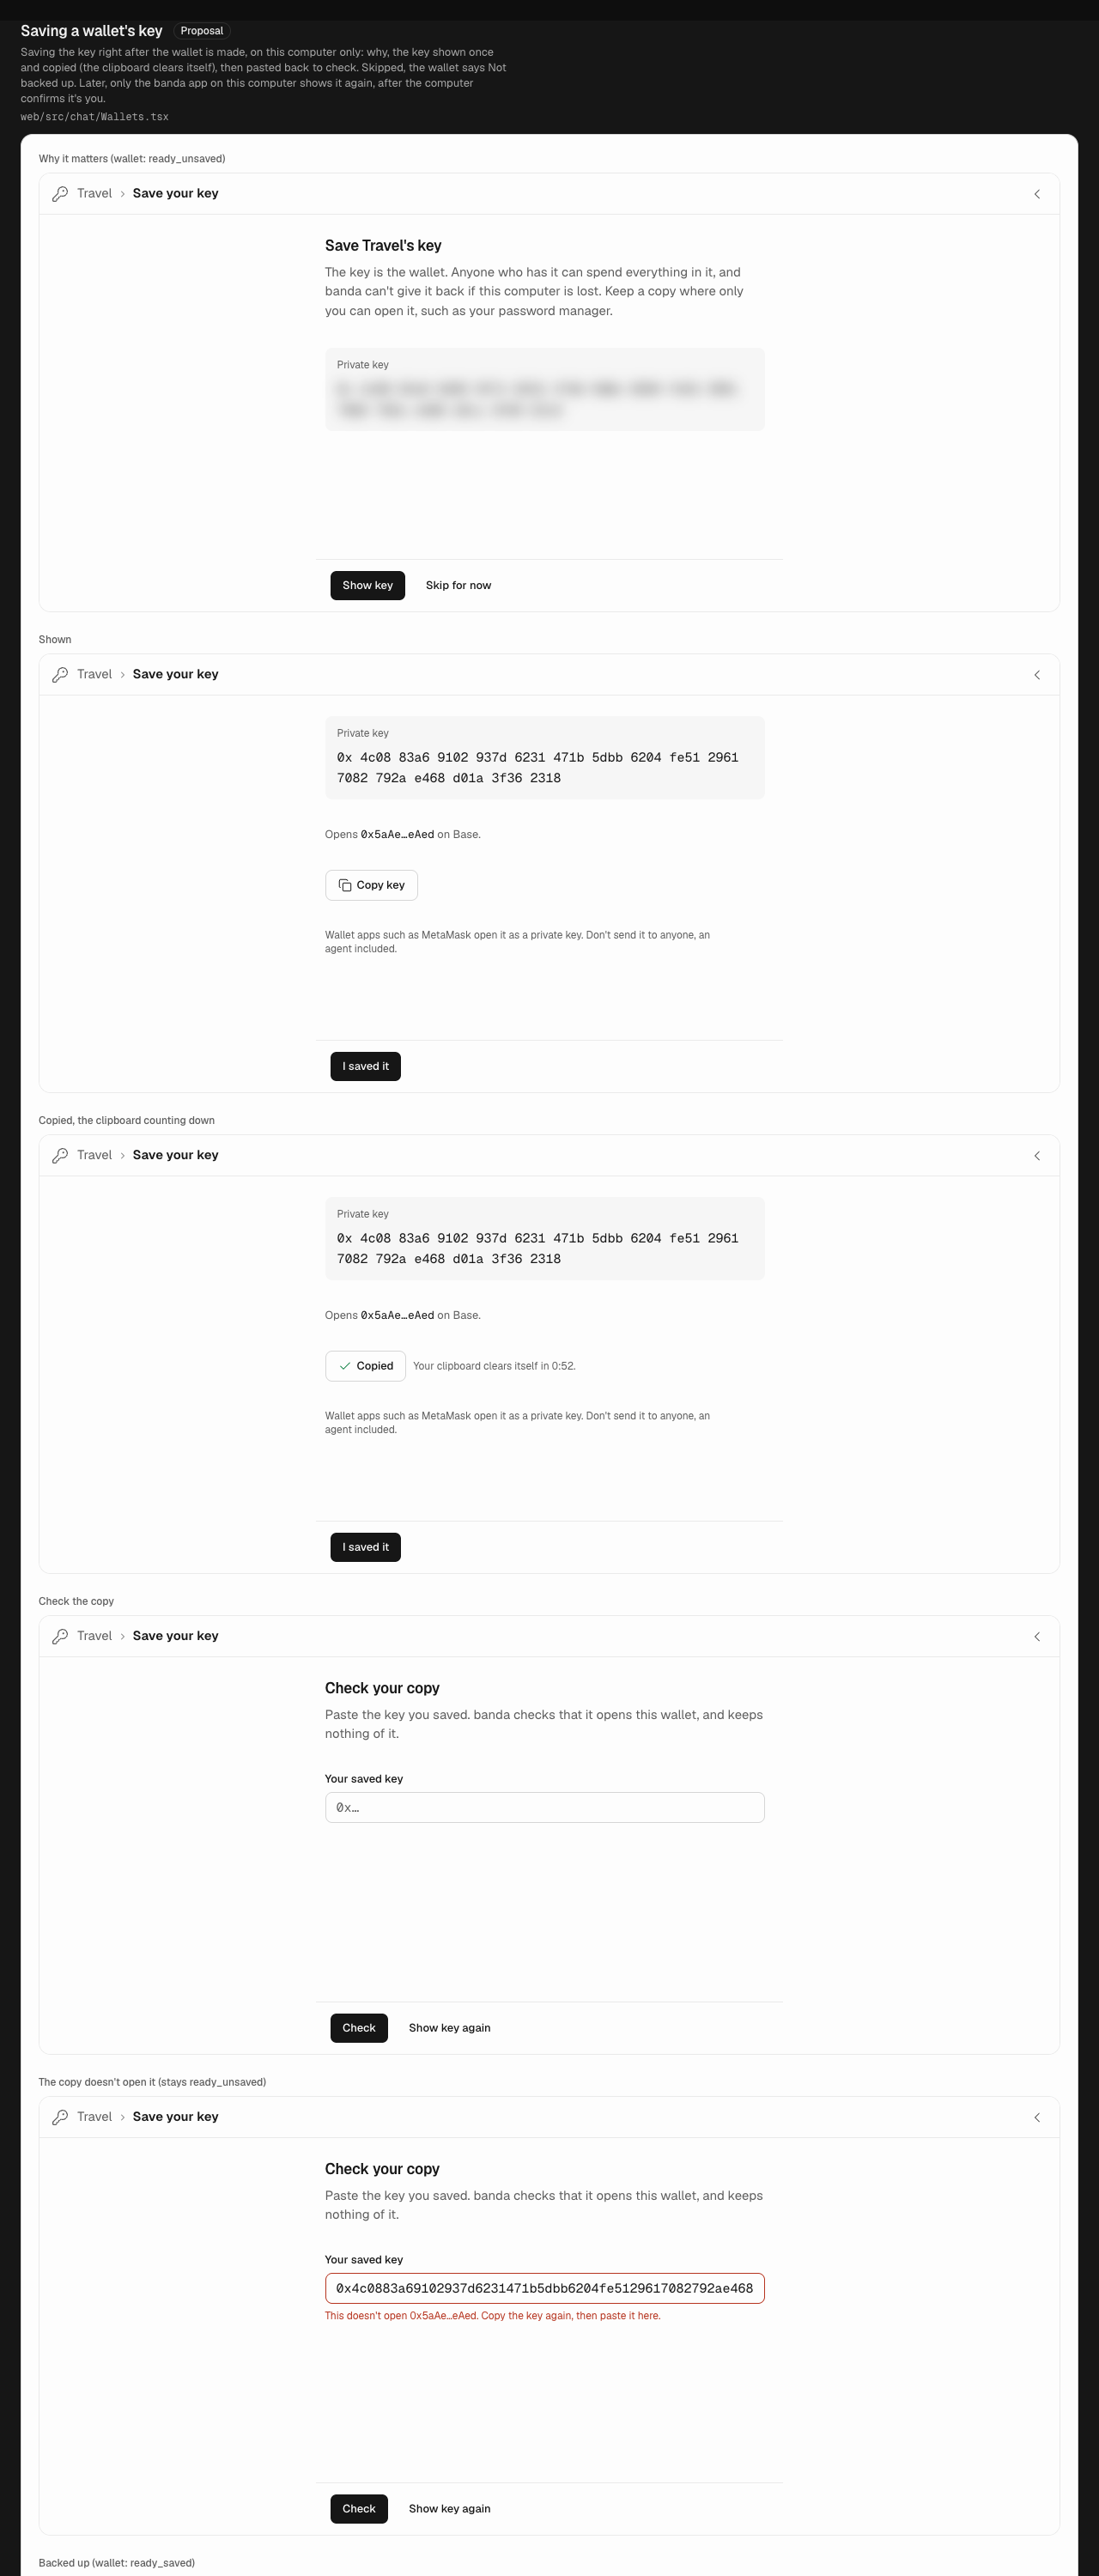 Saving a wallet's key Proposal
Saving the key right after the wallet is made, on this computer only: why, the key shown once
and copied (the clipboard clears itself), then pasted back to check. Skipped, the wallet says Not
backed up. Later, only the banda app on this computer shows it again, after the computer
confirms it's you.
web/src/chat/Wallets.tsx
Why it matters (wallet: ready_unsaved)
Travel › Save your key
Save Travel's key
The key is the wallet. Anyone who has it can spend everything in it, and
banda can't give it back if this computer is lost. Keep a copy where only
you can open it, such as your password manager.
Private key
Show key Skip for now
Shown
Travel › Save your key
Private key
0x 4c08 83a6 9102 937d 6231 471b 5dbb 6204 fe51 2961
7082 792a e468 d01a 3f36 2318
Opens 0x5aAe…eAed on Base.
Copy key
Wallet apps such as MetaMask open it as a private key. Don't send it to anyone, an
agent included.
I saved it
Copied, the clipboard counting down
Travel › Save your key
Private key
0x 4c08 83a6 9102 937d 6231 471b 5dbb 6204 fe51 2961
7082 792a e468 d01a 3f36 2318
Opens 0x5aAe…eAed on Base.
Copied Your clipboard clears itself in 0:52.
Wallet apps such as MetaMask open it as a private key. Don't send it to anyone, an
agent included.
I saved it
Check the copy
Travel › Save your key
Check your copy
Paste the key you saved. banda checks that it opens this wallet, and keeps
nothing of it.
Your saved key
0x…
Check Show key again
The copy doesn't open it (stays ready_unsaved)
Travel › Save your key
Check your copy
Paste the key you saved. banda checks that it opens this wallet, and keeps
nothing of it.
Your saved key
0x4c0883a69102937d6231471b5dbb6204fe5129617082792ae468
This doesn't open 0x5aAe…eAed. Copy the key again, then paste it here.
Check Show key again
Backed up (wallet: ready_saved)